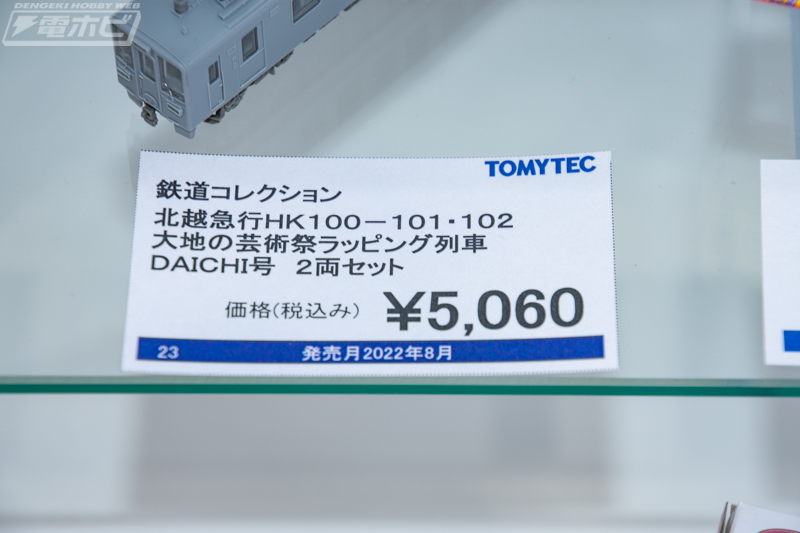 DENGEKI HOBBY WEB
電ホビ
TOMYTEC
鉄道コレクション
北越急行HK100-101・102
大地の芸術祭ラッピング列車
DAICHI号 2両セット
価格(税込み) ¥5,060
23 発売月2022年8月